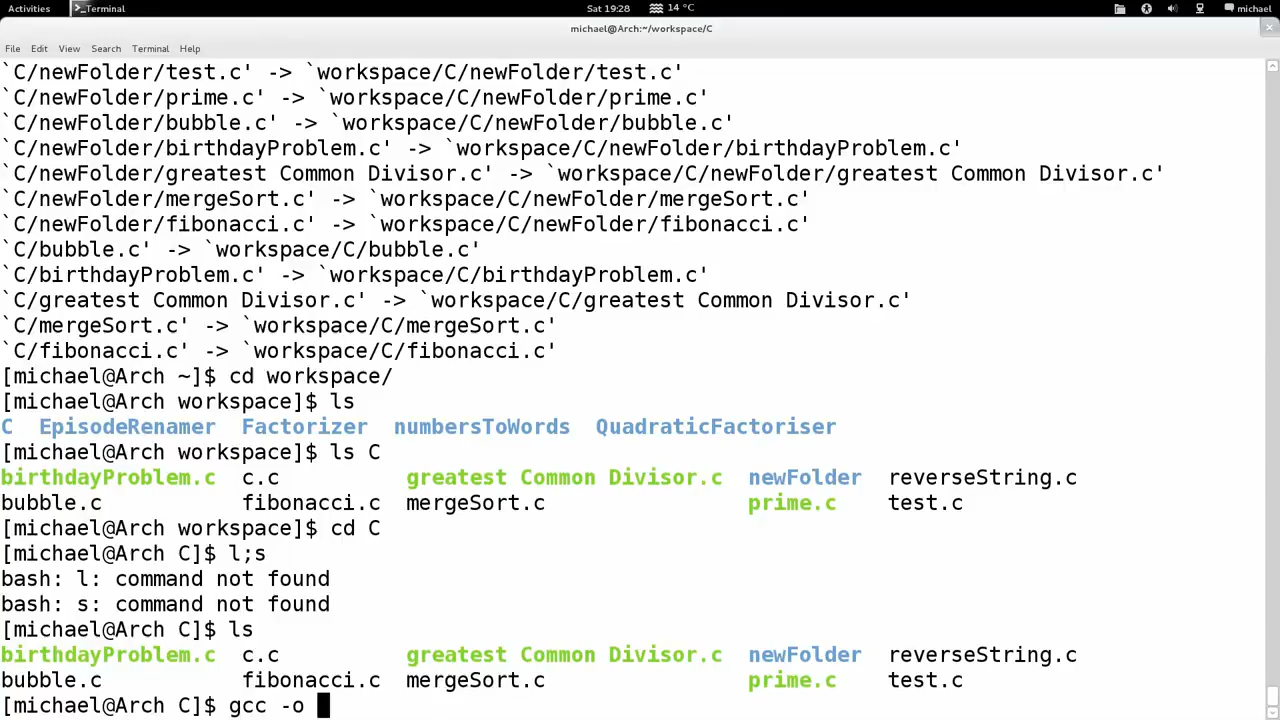 Activities Terminal Sat 19:28 14 °C michael
michael@Arch:~/workspace/C
File Edit View Search Terminal Help
`C/newFolder/test.c' -> `workspace/C/newFolder/test.c'
`C/newFolder/prime.c' -> `workspace/C/newFolder/prime.c'
`C/newFolder/bubble.c' -> `workspace/C/newFolder/bubble.c'
`C/newFolder/birthdayProblem.c' -> `workspace/C/newFolder/birthdayProblem.c'
`C/newFolder/greatest Common Divisor.c' -> `workspace/C/newFolder/greatest Common Divisor.c'
`C/newFolder/mergeSort.c' -> `workspace/C/newFolder/mergeSort.c'
`C/newFolder/fibonacci.c' -> `workspace/C/newFolder/fibonacci.c'
`C/bubble.c' -> `workspace/C/bubble.c'
`C/birthdayProblem.c' -> `workspace/C/birthdayProblem.c'
`C/greatest Common Divisor.c' -> `workspace/C/greatest Common Divisor.c'
`C/mergeSort.c' -> `workspace/C/mergeSort.c'
`C/fibonacci.c' -> `workspace/C/fibonacci.c'
[michael@Arch ~]$ cd workspace/
[michael@Arch workspace]$ ls
C EpisodeRenamer Factorizer numbersToWords QuadraticFactoriser
[michael@Arch workspace]$ ls C
birthdayProblem.c c.c greatest Common Divisor.c newFolder reverseString.c
bubble.c fibonacci.c mergeSort.c prime.c test.c
[michael@Arch workspace]$ cd C
[michael@Arch C]$ l;s
bash: l: command not found
bash: s: command not found
[michael@Arch C]$ ls
birthdayProblem.c c.c greatest Common Divisor.c newFolder reverseString.c
bubble.c fibonacci.c mergeSort.c prime.c test.c
[michael@Arch C]$ gcc -o